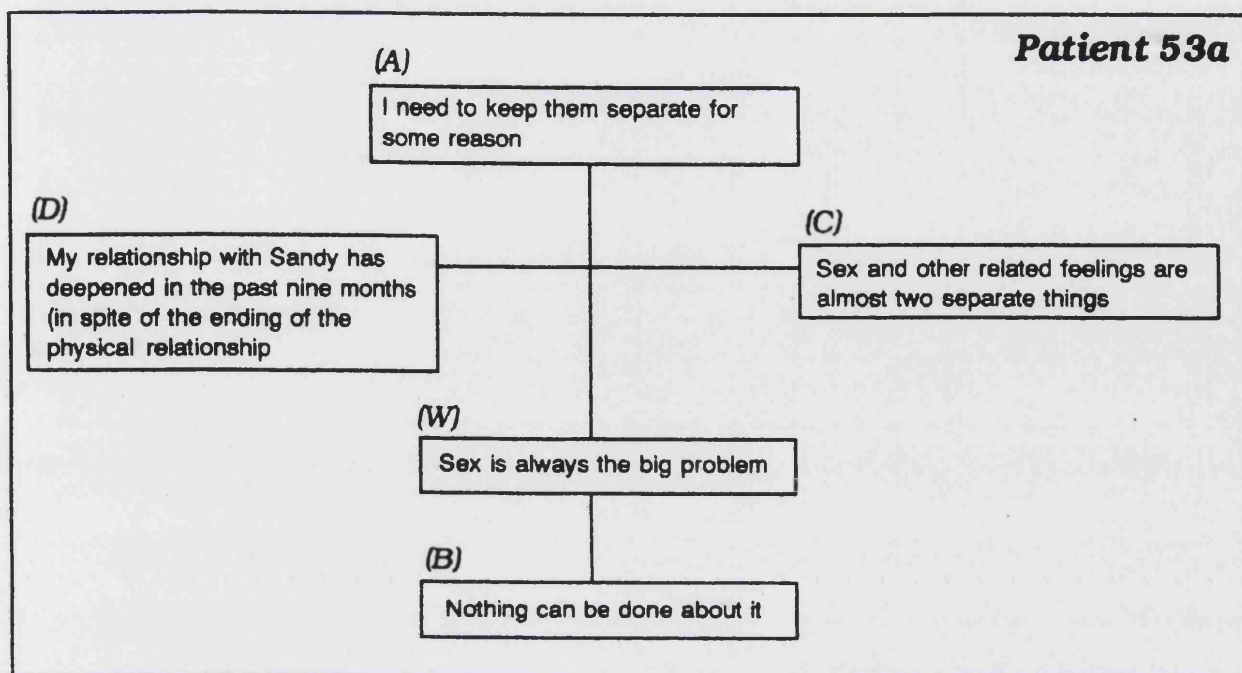 Patient 53a
(A)
I need to keep them separate for
some reason
(D)
My relationship with Sandy has
deepened in the past nine months
(in spite of the ending of the
physical relationship
(C)
Sex and other related feelings are
almost two separate things
(W)
Sex is always the big problem
(B)
Nothing can be done about it